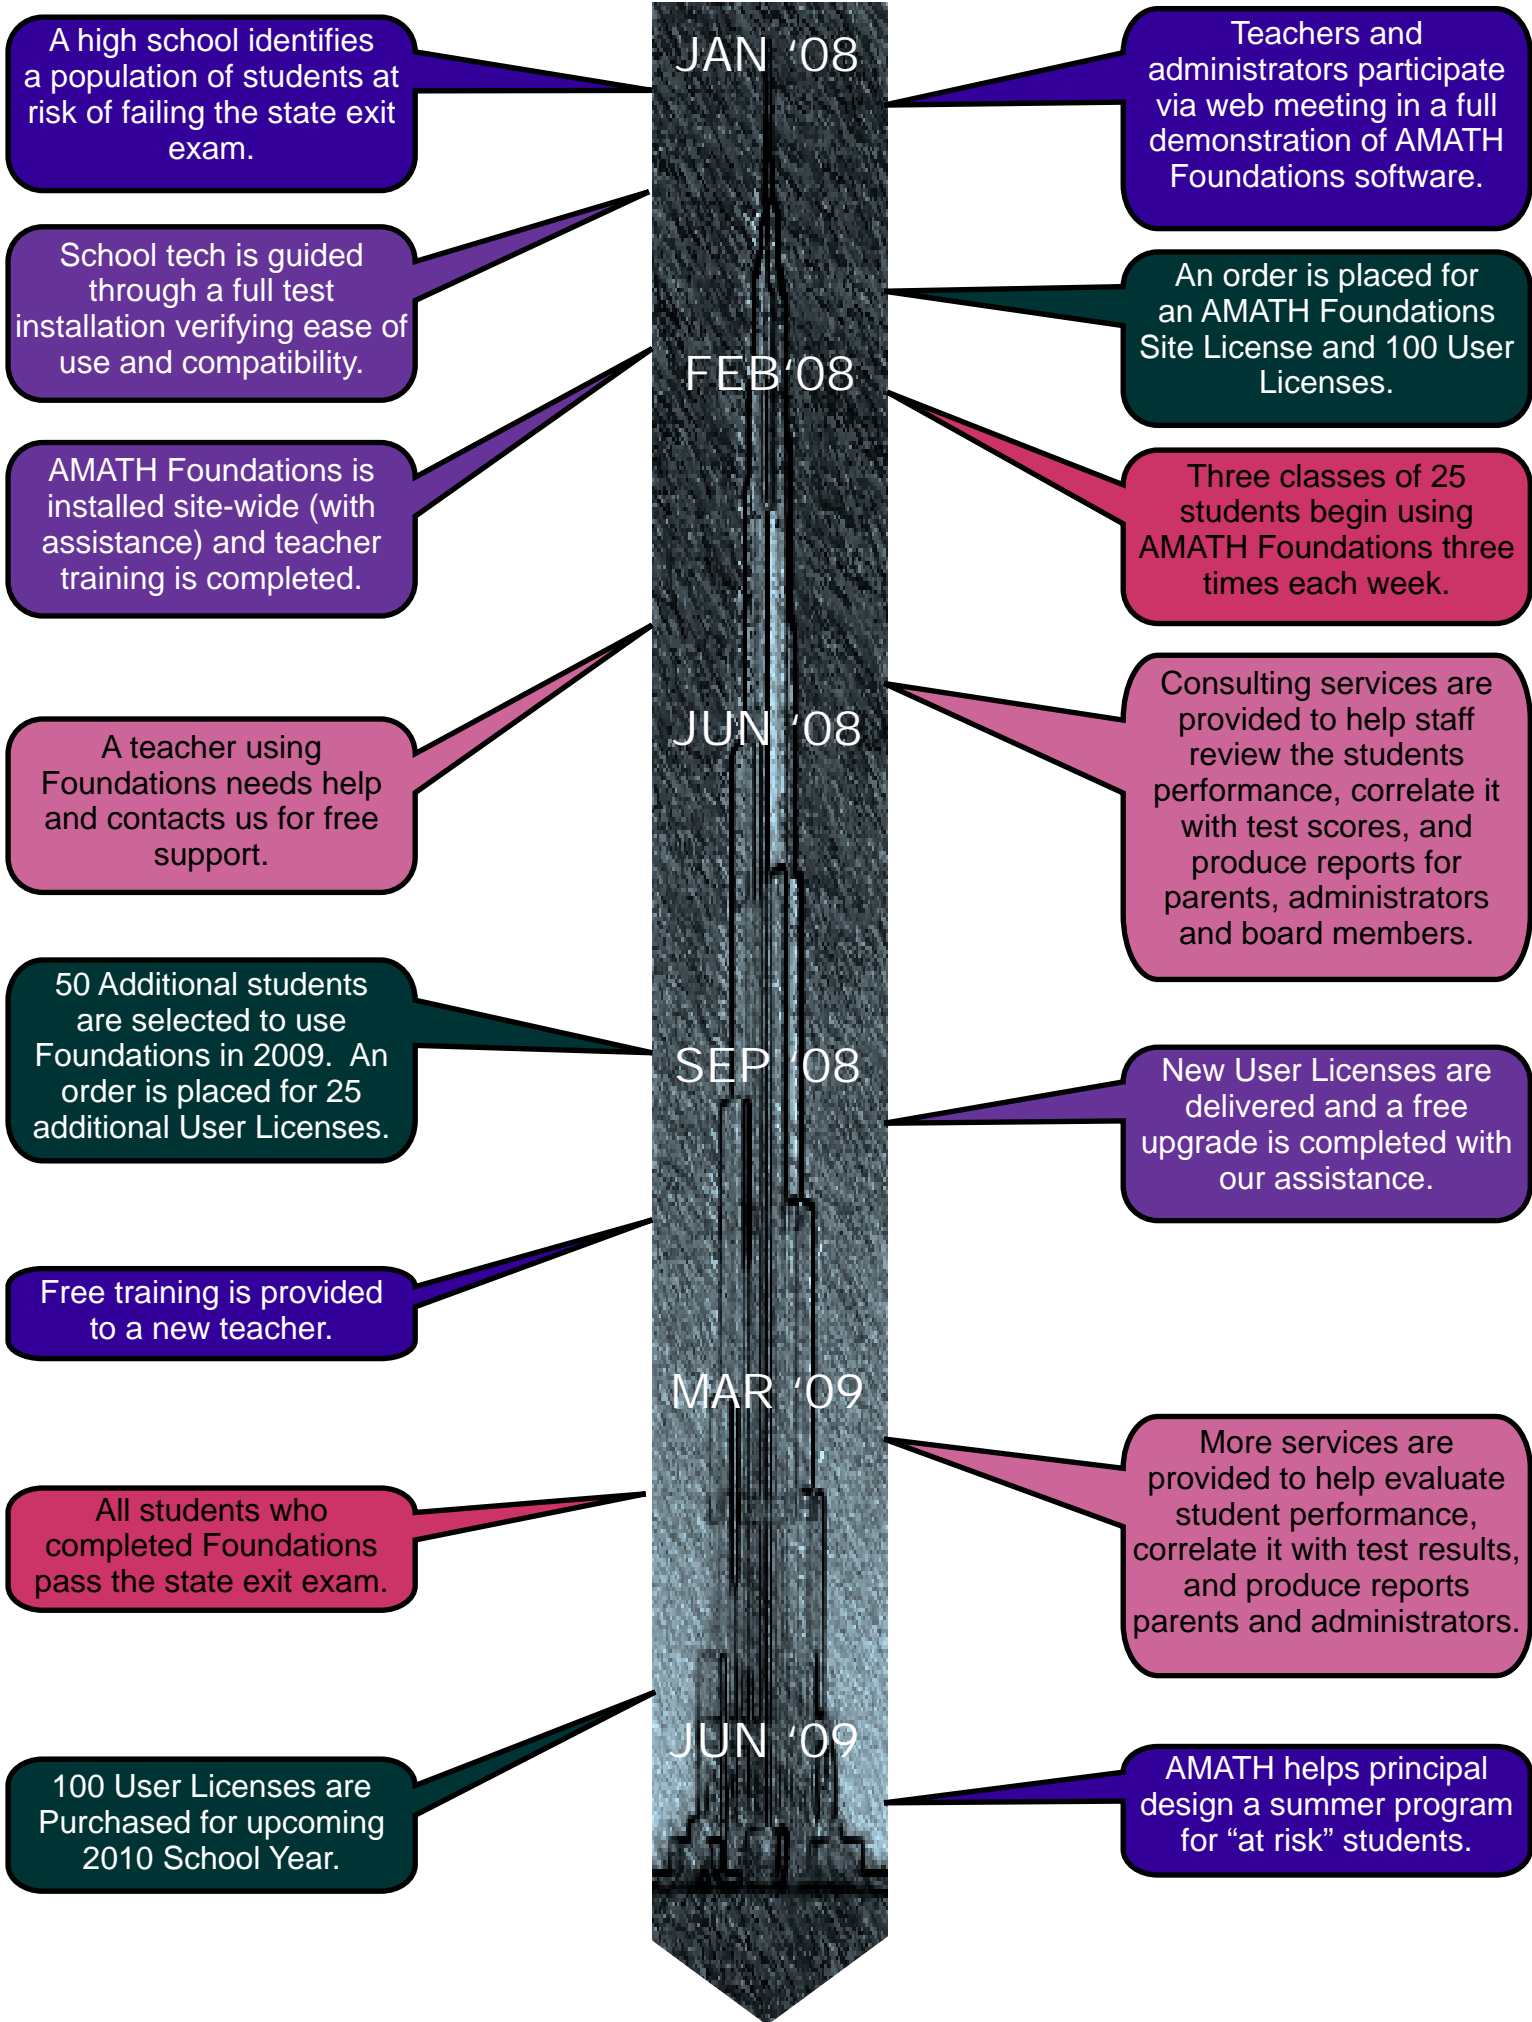 A high school identifies
a population of students at
risk of failing the state exit
exam.
JAN ‘08
Teachers and
administrators participate
via web meeting in a full
demonstration of AMATH
Foundations software.
School tech is guided
through a full test
installation verifying ease of
use and compatibility.
An order is placed for
an AMATH Foundations
Site License and 100 User
Licenses.
FEB‘08
AMATH Foundations is
installed site-wide (with
assistance) and teacher
training is completed.
Three classes of 25
students begin using
AMATH Foundations three
times each week.
A teacher using
Foundations needs help
and contacts us for free
support.
JUN ‘08
Consulting services are
provided to help staff
review the students
performance, correlate it
with test scores, and
produce reports for
parents, administrators
and board members.
50 Additional students
are selected to use
Foundations in 2009.  An
order is placed for 25
additional User Licenses.
SEP ‘08
New User Licenses are
delivered and a free
upgrade is completed with
our assistance.
Free training is provided
to a new teacher.
MAR ‘09
More services are
provided to help evaluate
student performance,
correlate it with test results,
and produce reports
parents and administrators.
All students who
completed Foundations
pass the state exit exam.
JUN ‘09
100 User Licenses are
Purchased for upcoming
2010 School Year.
AMATH helps principal
design a summer program
for “at risk” students.